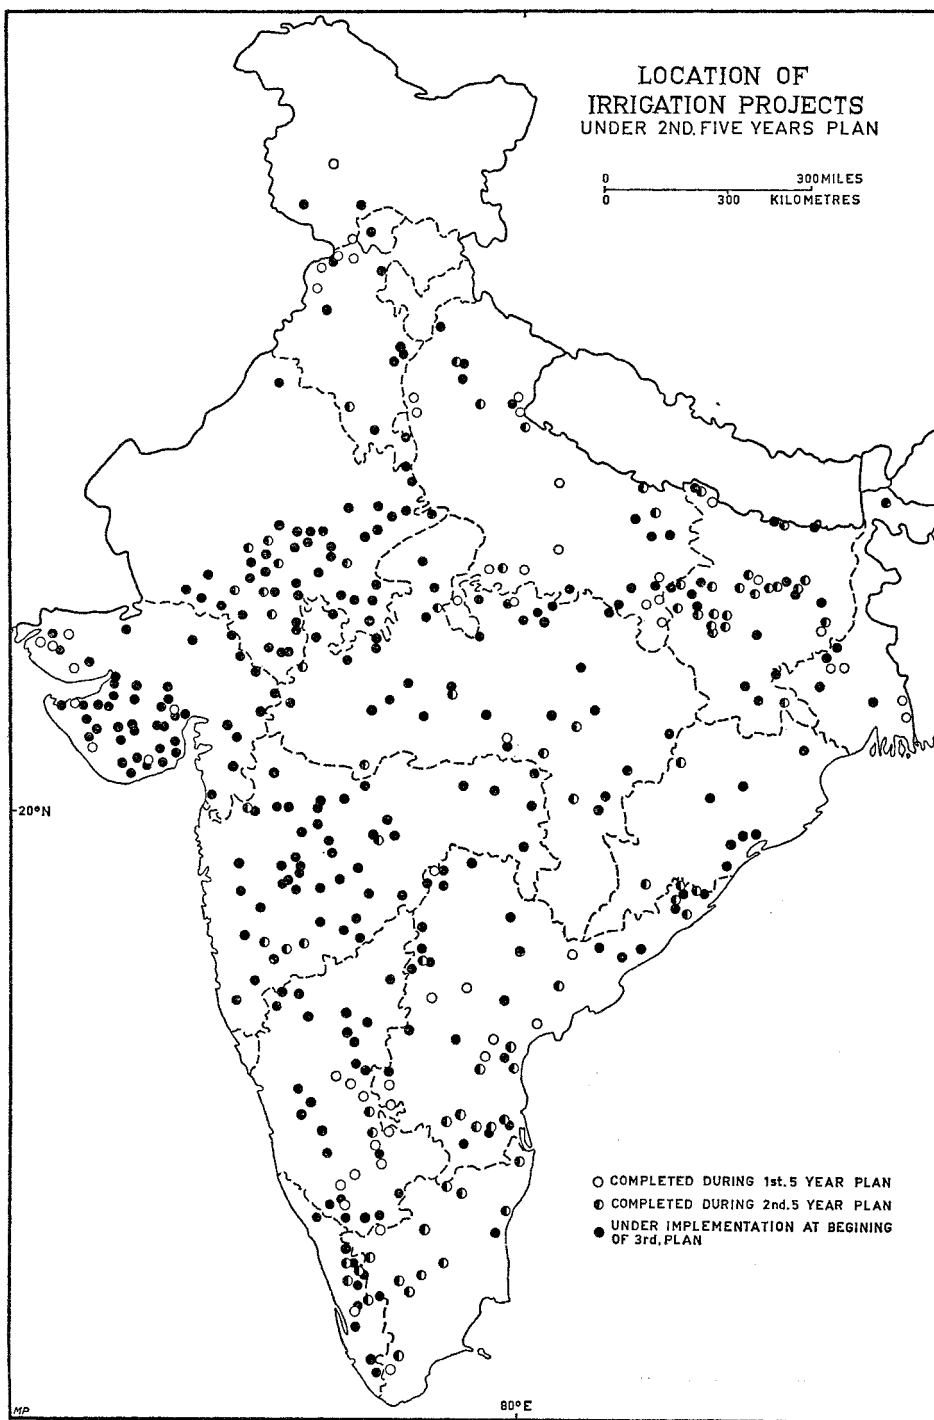 LOCATION OF
IRRIGATION PROJECTS
UNDER 2ND. FIVE YEARS PLAN
0 300 MILES
0 300 KILOMETRES
20°N
COMPLETED DURING 1st. 5 YEAR PLAN
COMPLETED DURING 2nd. 5 YEAR PLAN
UNDER IMPLEMENTATION AT BEGINING
OF 3rd. PLAN
MP
80°E